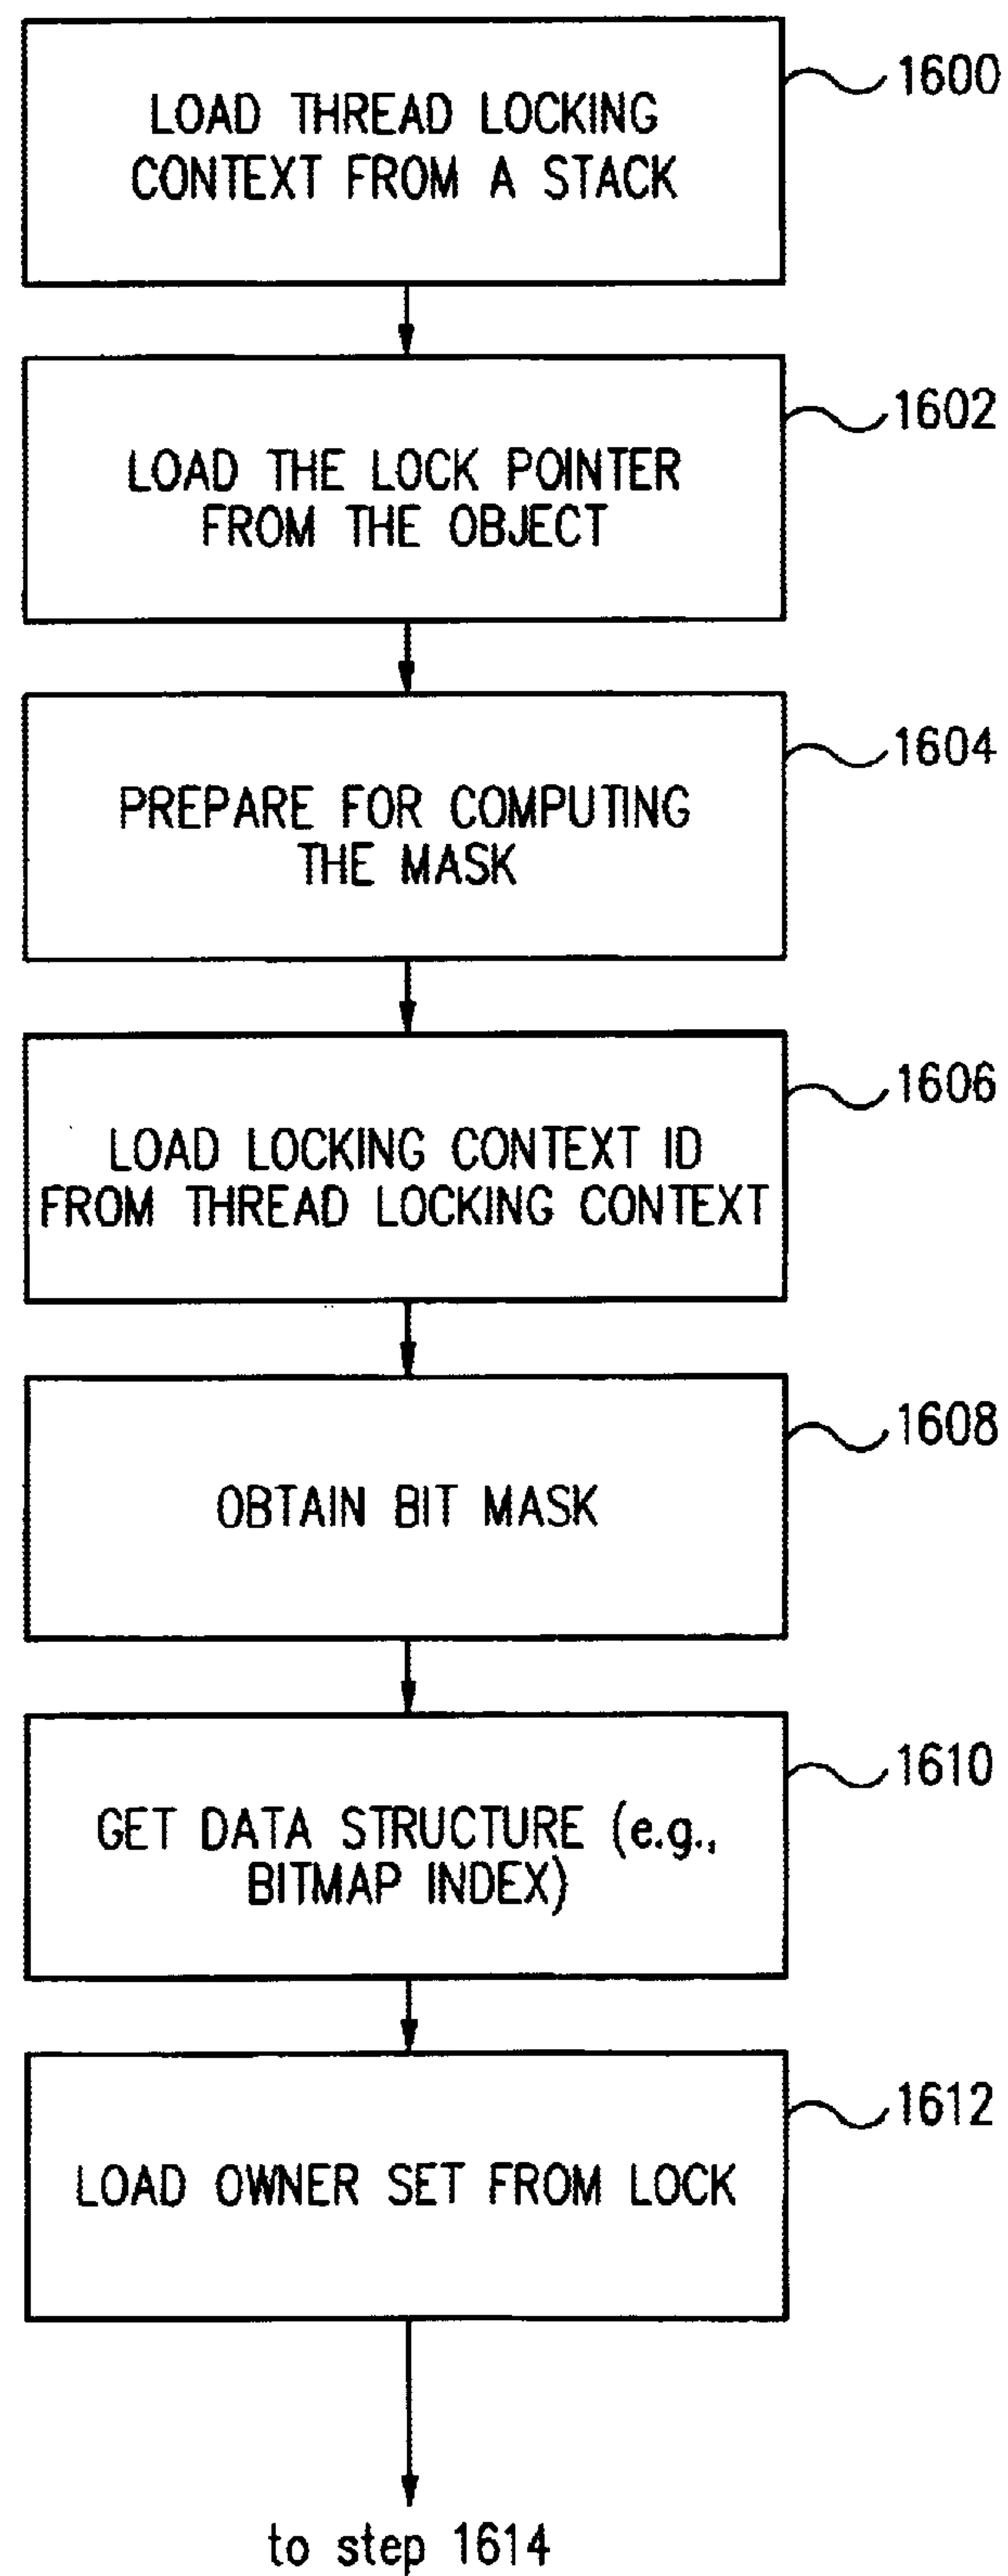 LOAD THREAD LOCKING
CONTEXT FROM A STACK
1600
LOAD THE LOCK POINTER
FROM THE OBJECT
1602
PREPARE FOR COMPUTING
THE MASK
1604
LOAD LOCKING CONTEXT ID
FROM THREAD LOCKING CONTEXT
1606
OBTAIN BIT MASK
1608
GET DATA STRUCTURE (e.g.,
BITMAP INDEX)
1610
LOAD OWNER SET FROM LOCK
1612
to step 1614